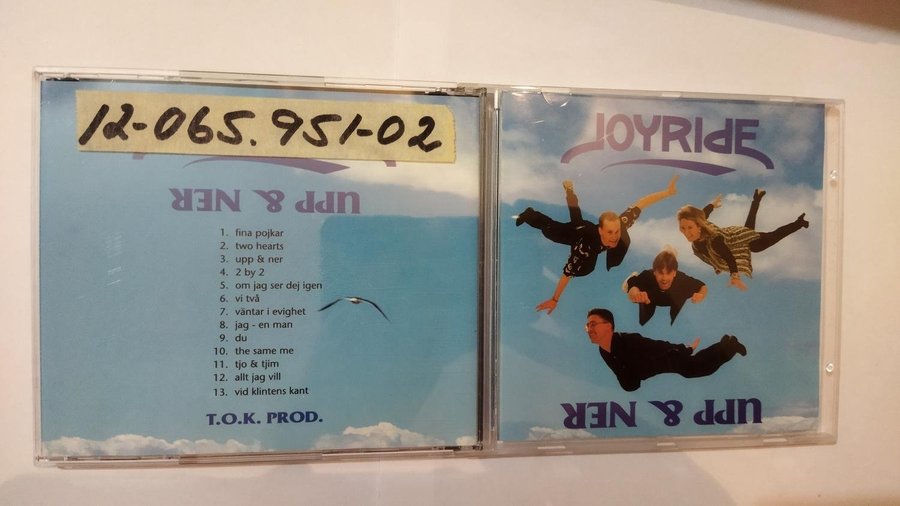 12-065.951-02
UPP & NER
1. fina pojkar
2. two hearts
3. upp & ner
4. 2 by 2
5. om jag ser dej igen
6. vi två
7. väntar i evighet
8. jag - en man
9. du
10. the same me
11. tjo & tjim
12. allt jag vill
13. vid klintens kant
T.O.K. PROD.
JOYRIDE
UPP & NER